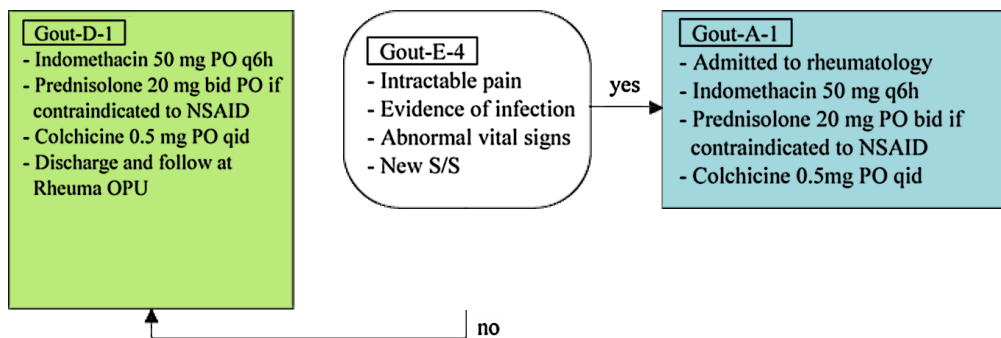 Gout-D-1
- Indomethacin 50 mg PO q6h
- Prednisolone 20 mg bid PO if
contraindicated to NSAID
- Colchicine 0.5 mg PO qid
- Discharge and follow at
Rheuma OPU
Gout-E-4
- Intractable pain
- Evidence of infection
- Abnormal vital signs
- New S/S
yes
Gout-A-1
- Admitted to rheumatology
- Indomethacin 50 mg q6h
- Prednisolone 20 mg PO bid if
contraindicated to NSAID
- Colchicine 0.5mg PO qid
no